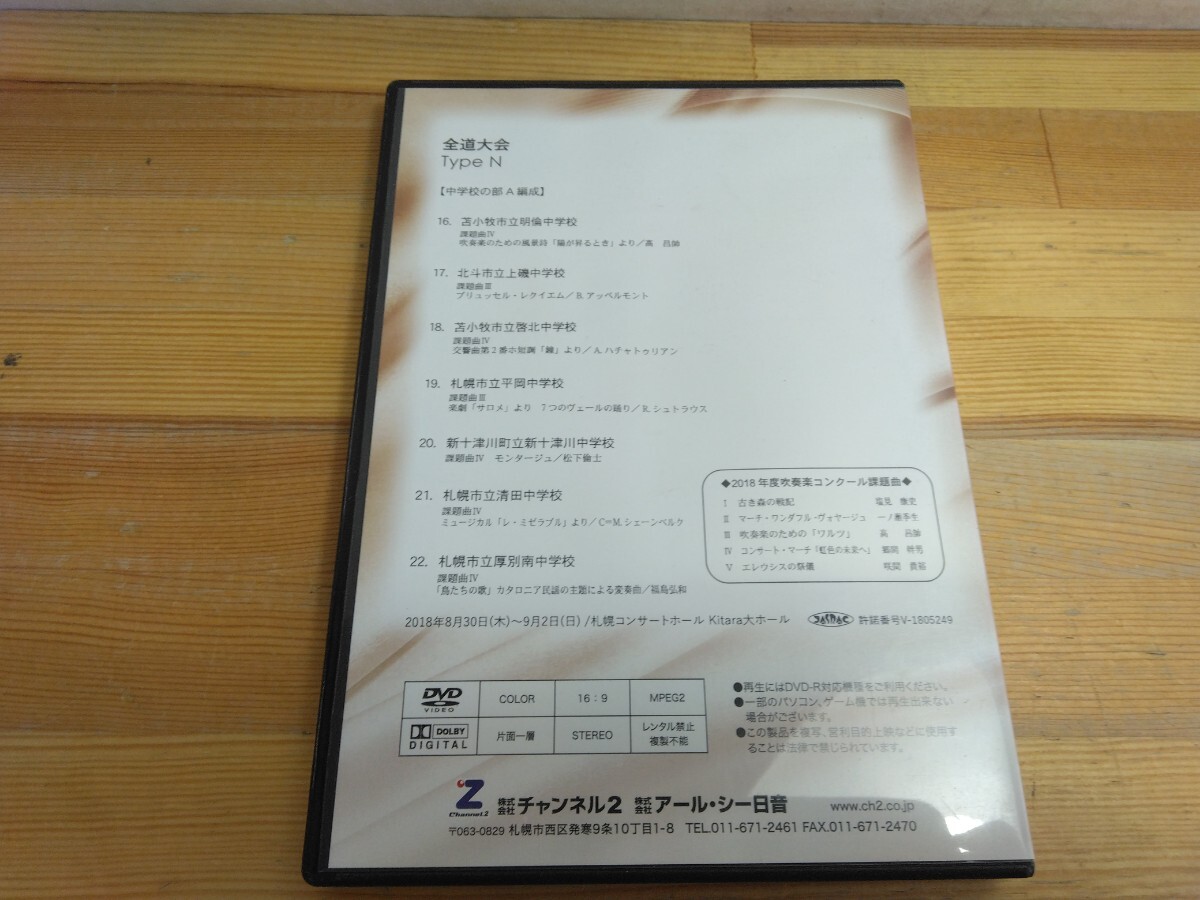 全道大会
Type N
【中学校の部 A 編成】
16. 苫小牧市立明倫中学校
課題曲Ⅳ
吹奏楽のための風景詩「陽が昇るとき」より/高 昌帥
17. 北斗市立上磯中学校
課題曲Ⅲ
ブリュッセル・レクイエム/B.アッペルモント
18. 苫小牧市立啓北中学校
課題曲Ⅳ
交響曲第2番ホ短調「鐘」より/A.ハチャトゥリアン
19. 札幌市立平岡中学校
課題曲Ⅲ
楽劇「サロメ」より 7つのヴェールの踊り/R.シュトラウス
20. 新十津川町立新十津川中学校
課題曲Ⅳ モンタージュ/松下倫士
21. 札幌市立清田中学校
課題曲Ⅳ
ミュージカル「レ・ミゼラブル」より/C=M.シェーンベルク
22. 札幌市立厚別南中学校
課題曲Ⅳ
「鳥たちの歌」カタロニア民謡の主題による変奏曲/福島弘和
◆2018 年度吹奏楽コンクール課題曲◆
Ⅰ 古き森の戦記 塩見 康史
Ⅱ マーチ・ワンダフル・ヴォヤージュ 一ノ瀬季生
Ⅲ 吹奏楽のための「ワルツ」 高 昌帥
Ⅳ コンサート・マーチ「虹色の未来へ」 郷間 幹男
Ⅴ エレウシスの祭儀 咲間 貴裕
2018年8月30日(木)～9月2日(日) /札幌コンサートホール Kitara大ホール JASRAC 許諾番号V-1805249
DVD VIDEO COLOR 16:9 MPEG2
DOLBY DIGITAL 片面一層 STEREO レンタル禁止 複製不能
●再生にはDVD-R対応機種をご利用ください。
●一部のパソコン、ゲーム機では再生出来ない
場合がございます。
●この製品を複写、営利目的上映などに使用す
ることは法律で禁じられています。
Channel.2 株式会社 チャンネル2 株式会社 アール・シー日音 www.ch2.co.jp
〒063-0829 札幌市西区発寒9条10丁目1-8 TEL.011-671-2461 FAX.011-671-2470